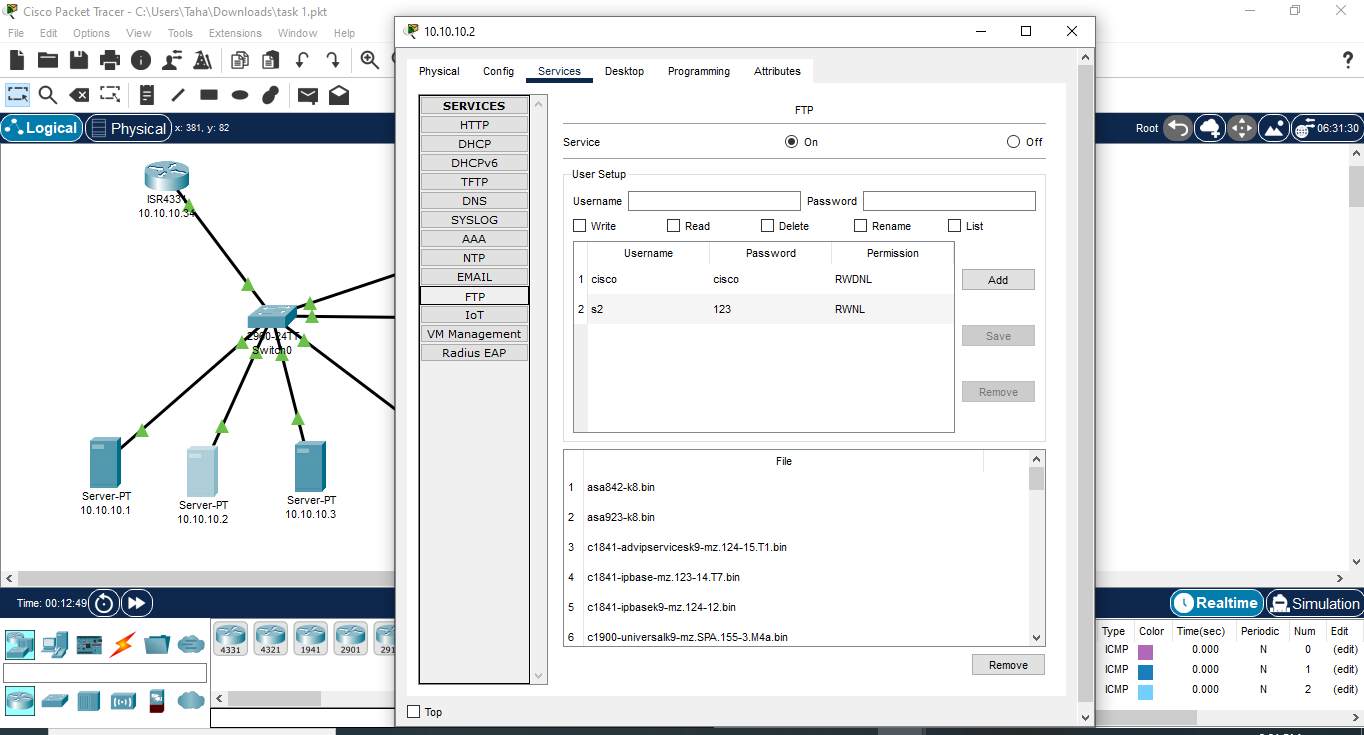 Cisco Packet Tracer - C:\Users\Taha\Downloads\task 1.pkt
File Edit Options View Tools Extensions Window Help
Logical Physical x: 381, y: 82
Root 06:31:30
ISR4331
10.10.10.34
2960-24TT
Switch0
Server-PT
10.10.10.1
Server-PT
10.10.10.2
Server-PT
10.10.10.3
Time: 00:12:49
4331 4321 1941 2901 291
Realtime Simulation
Type Color Time(sec) Periodic Num Edit
ICMP 0.000 N 0 (edit)
ICMP 0.000 N 1 (edit)
ICMP 0.000 N 2 (edit)
10.10.10.2
Physical Config Services Desktop Programming Attributes
SERVICES
HTTP
DHCP
DHCPv6
TFTP
DNS
SYSLOG
AAA
NTP
EMAIL
FTP
IoT
VM Management
Radius EAP
FTP
Service On Off
User Setup
Username Password
Write Read Delete Rename List
Username Password Permission
1 cisco cisco RWDNL
2 s2 123 RWNL
Add
Save
Remove
File
1 asa842-k8.bin
2 asa923-k8.bin
3 c1841-advipservicesk9-mz.124-15.T1.bin
4 c1841-ipbase-mz.123-14.T7.bin
5 c1841-ipbasek9-mz.124-12.bin
6 c1900-universalk9-mz.SPA.155-3.M4a.bin
Remove
Top